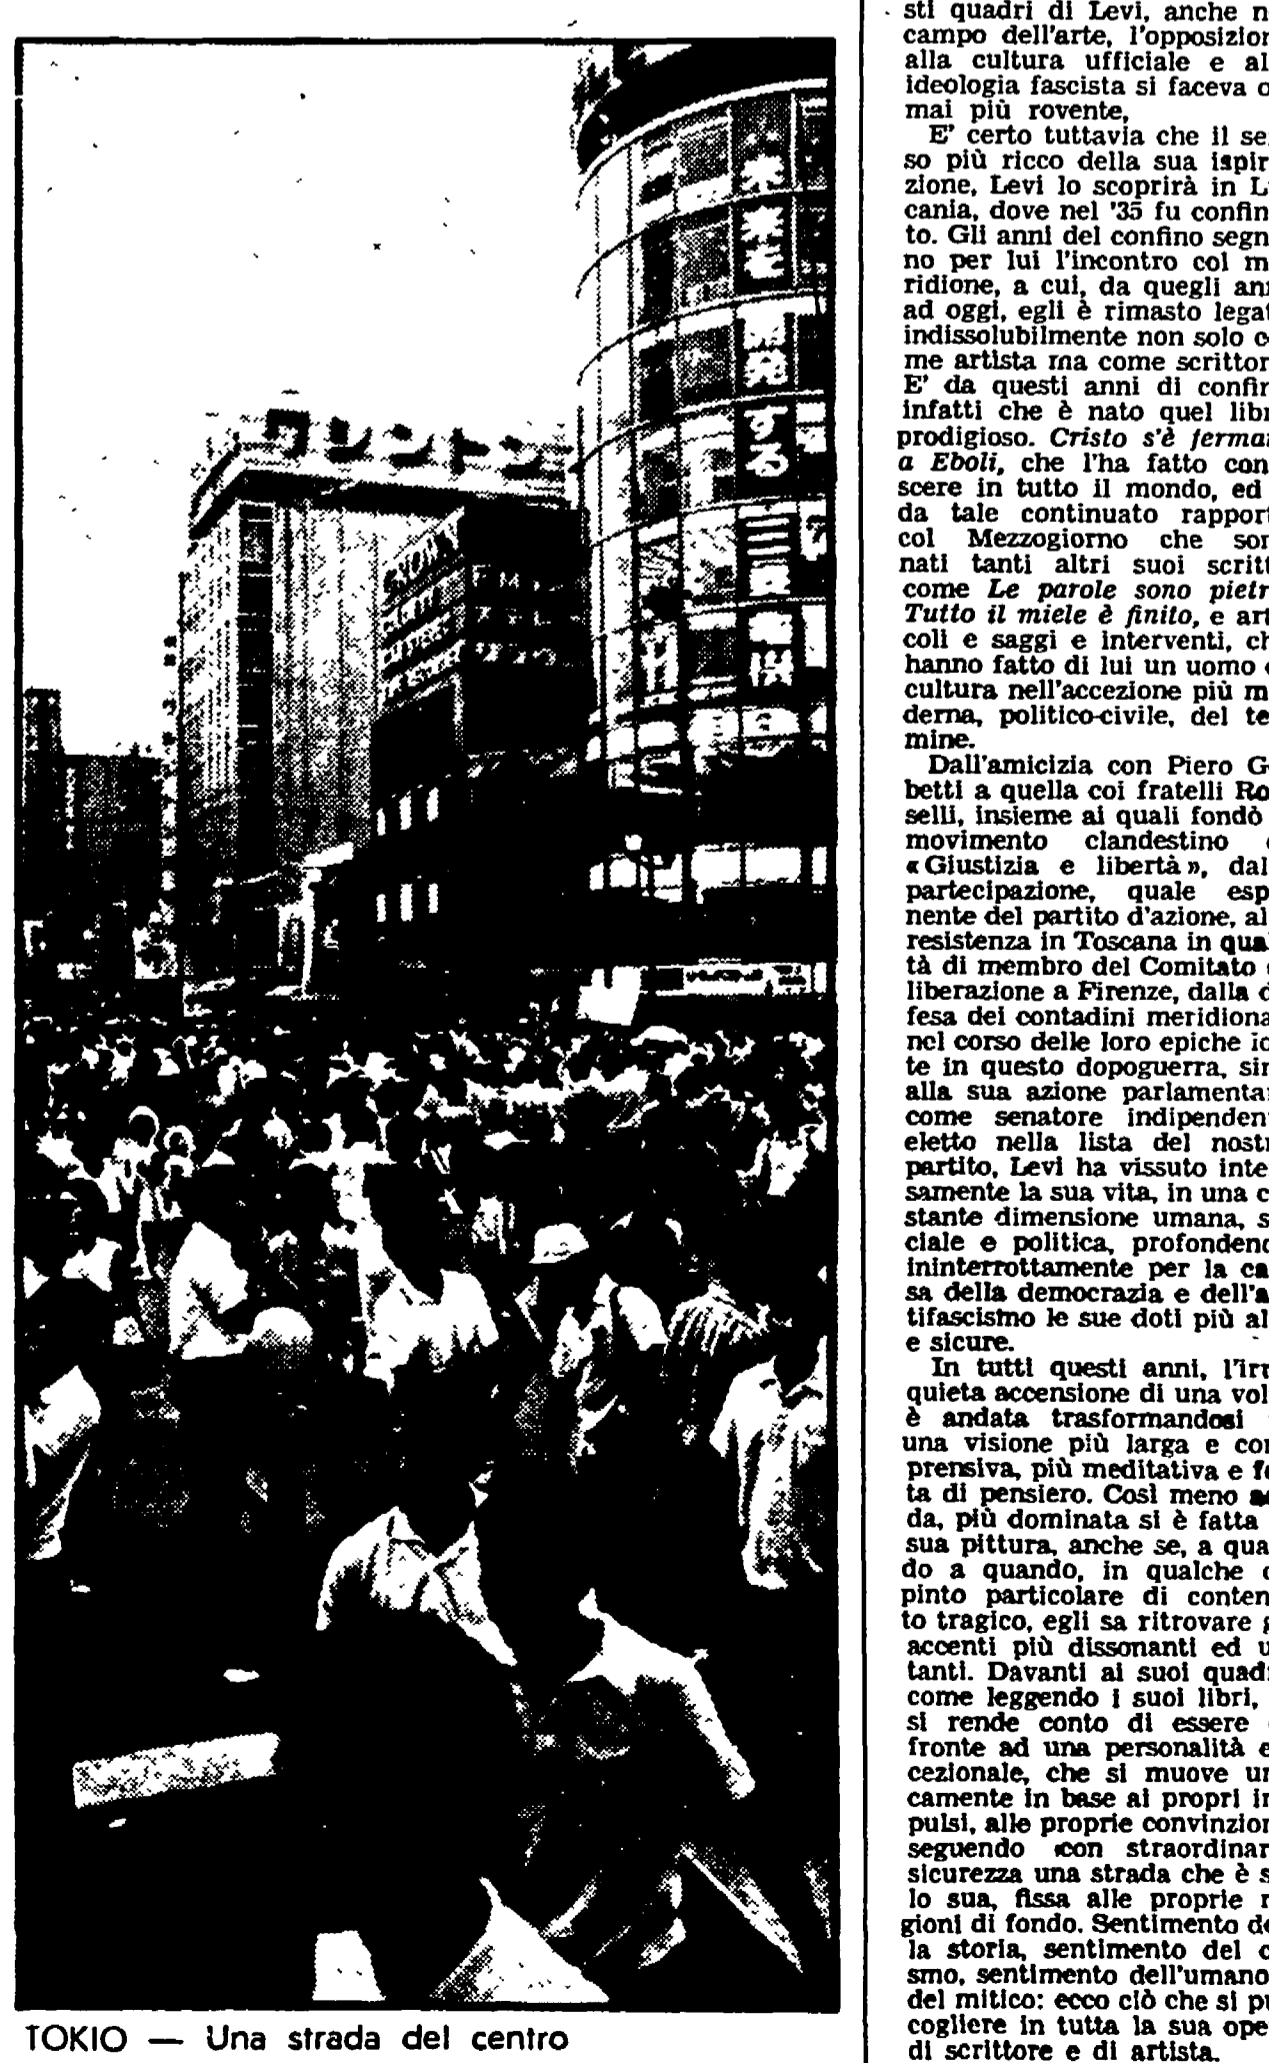 TOKIO — Una strada del centro
sti quadri di Levi, anche n
campo dell'arte, l'opposizion
alla cultura ufficiale e al
ideologia fascista si faceva o
mai più rovente,
E' certo tuttavia che il se
so più ricco della sua ispir
zione, Levi lo scoprirà in L
cania, dove nel '35 fu confin
to. Gli anni del confino segn
no per lui l'incontro col m
ridione, a cui, da quegli an
ad oggi, egli è rimasto legat
indissolubilmente non solo c
me artista ma come scrittor
E' da questi anni di confin
infatti che è nato quel libr
prodigioso. Cristo s'è fermat
a Eboli, che l'ha fatto con
scere in tutto il mondo, ed
da tale continuato rapport
col Mezzogiorno che son
nati tanti altri suoi scritt
come Le parole sono pietr
Tutto il miele è finito, e art
coli e saggi e interventi, ch
hanno fatto di lui un uomo
cultura nell'accezione più m
derna, politico-civile, del te
mine.
Dall'amicizia con Piero G
betti a quella coi fratelli Ro
selli, insieme ai quali fondò
movimento clandestino
«Giustizia e libertà», dal
partecipazione, quale esp
nente del partito d'azione, al
resistenza in Toscana in qual
tà di membro del Comitato
liberazione a Firenze, dalla d
fesa dei contadini meridiona
nel corso delle loro epiche lo
te in questo dopoguerra, sin
alla sua azione parlamentar
come senatore indipendent
eletto nella lista del nostr
partito, Levi ha vissuto inte
samente la sua vita, in una c
stante dimensione umana, s
ciale e politica, profondend
ininterrottamente per la ca
sa della democrazia e dell'a
tifascismo le sue doti più al
e sicure.
In tutti questi anni, l'irr
quieta accensione di una vol
è andata trasformandosi
una visione più larga e com
prensiva, più meditativa e f
ta di pensiero. Così meno ac
da, più dominata si è fatta
sua pittura, anche se, a qua
do a quando, in qualche d
pinto particolare di conten
to tragico, egli sa ritrovare g
accenti più dissonanti ed u
tanti. Davanti ai suoi quadr
come leggendo i suoi libri,
si rende conto di essere
fronte ad una personalità e
cezionale, che si muove un
camente in base ai propri im
pulsi, alle proprie convinzion
seguendo con straordinar
sicurezza una strada che è s
lo sua, fissa alle proprie r
gioni di fondo. Sentimento de
la storia, sentimento del c
smo, sentimento dell'umano
del mitico: ecco ciò che si pu
cogliere in tutta la sua ope
di scrittore e di artista.